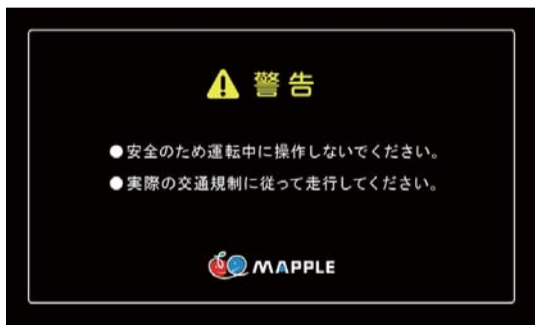 警告
●安全のため運転中に操作しないでください。
●実際の交通規制に従って走行してください。
MAPPLE